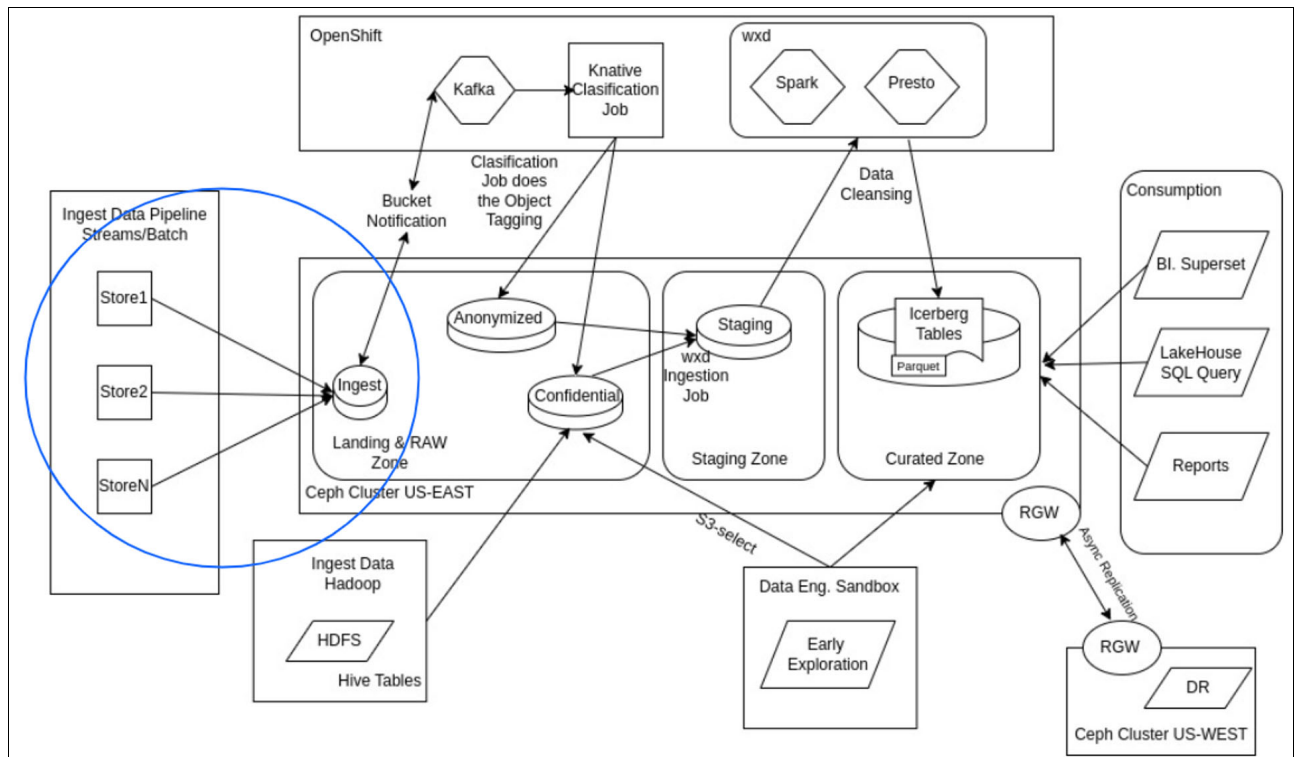 OpenShift
Kafka
Knative
Clasification
Job
wxd
Spark
Presto
Clasification
Job does
the Object
Tagging
Bucket
Notification
Data
Cleansing
Ingest Data Pipeline
Streams/Batch
Store1
Store2
StoreN
Ingest
Landing & RAW
Zone
Anonymized
Confidential
Ceph Cluster US-EAST
Staging
wxd
Ingestion
Job
Staging Zone
Icerberg
Tables
Parquet
Curated Zone
Consumption
BI. Superset
LakeHouse
SQL Query
Reports
RGW
Async Replication
RGW
DR
Ceph Cluster US-WEST
Ingest Data
Hadoop
HDFS
Hive Tables
S3-select
Data Eng. Sandbox
Early
Exploration